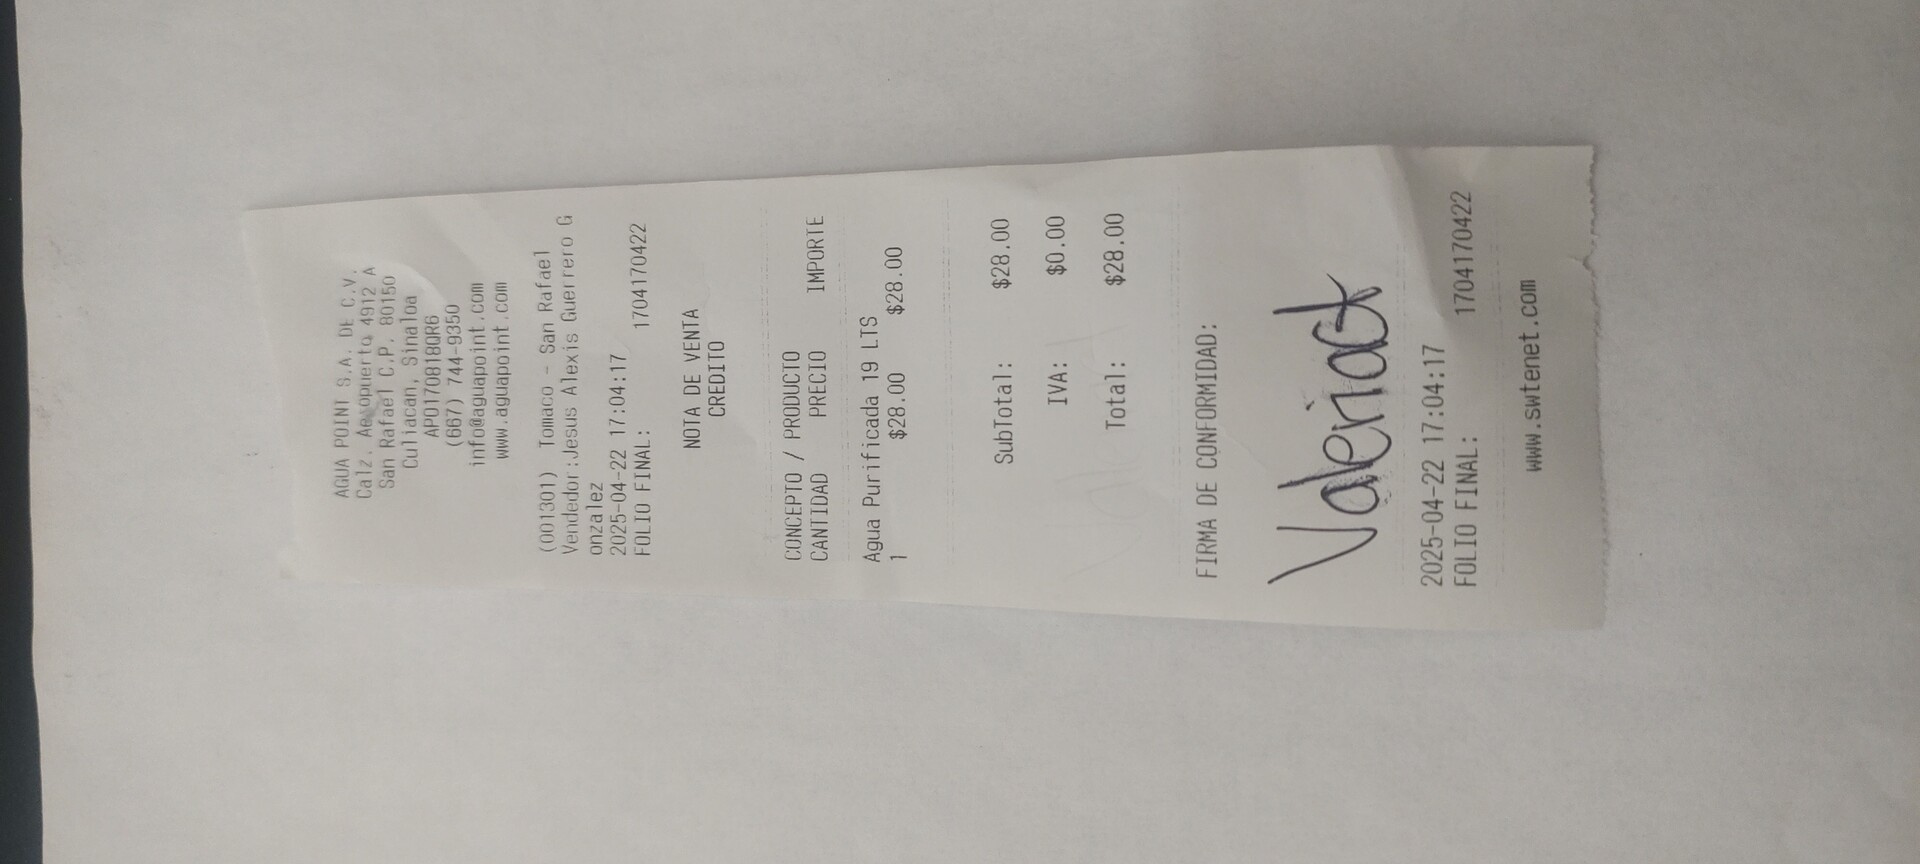 AGUA POINT S.A. DE C.V.
Calz. Aeropuerto 4912 A
San Rafael C.P. 80150
Culiacan, Sinaloa
APO170818QR6
(667) 744-9350
info@aguapoint.com
www.aguapoint.com
(001301) Tomaco - San Rafael
Vendedor:Jesus Alexis Guerrero G
onzalez
2025-04-22 17:04:17
FOLIO FINAL: 1704170422
NOTA DE VENTA
CREDITO
CONCEPTO / PRODUCTO
CANTIDAD PRECIO IMPORTE
Agua Purificada 19 LTS
1 $28.00 $28.00
SubTotal: $28.00
IVA: $0.00
Total: $28.00
FIRMA DE CONFORMIDAD:
2025-04-22 17:04:17
FOLIO FINAL: 1704170422
www.swtenet.com